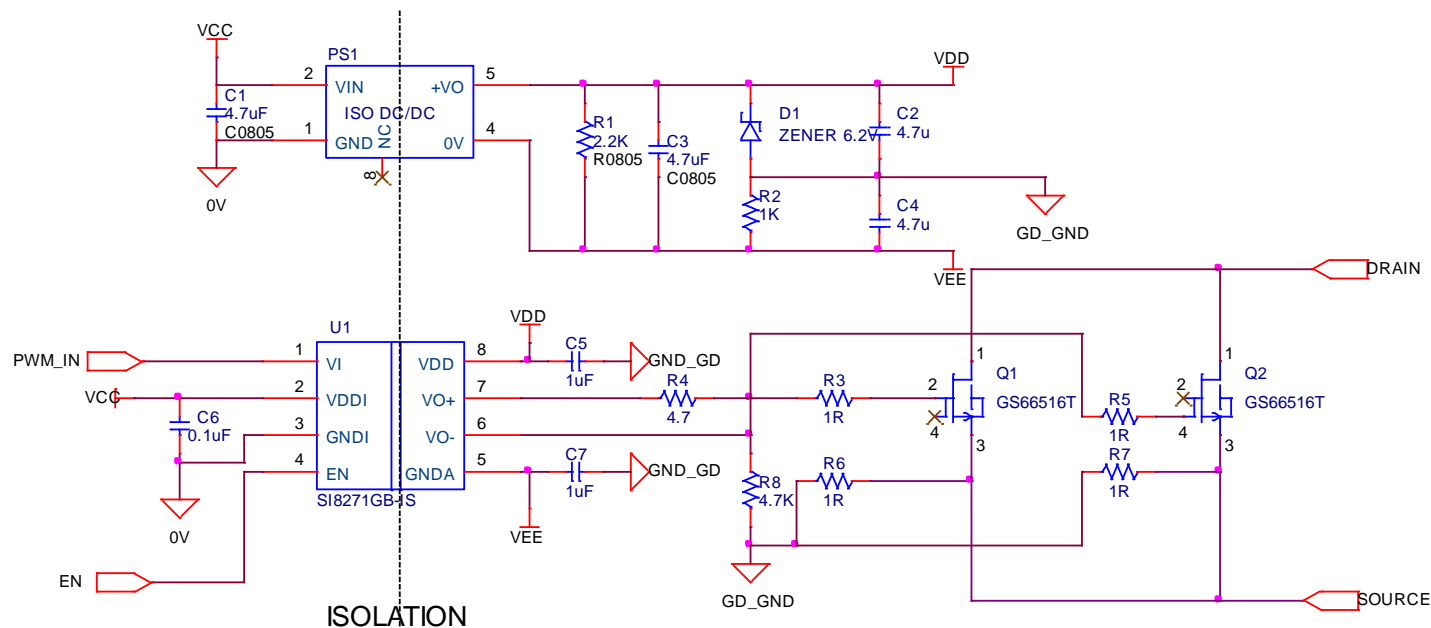 VCC
PS1
2
VIN
+VO
5
VDD
C1
4.7uF
C0805
ISO DC/DC
1
GND
NC
0V
4
8
0V
R1
2.2K
R0805
C3
4.7uF
C0805
D1
ZENER 6.2V
C2
4.7u
R2
1K
C4
4.7u
GD_GND
VEE
DRAIN
U1
VDD
C5
1uF
GND_GD
PWM_IN
1
VI
VDD
8
VCC
2
VDDI
VO+
7
R4
4.7
R3
1R
2
4
1
Q1
GS66516T
3
R5
1R
2
4
1
Q2
GS66516T
3
C6
0.1uF
3
GNDI
VO-
6
4
EN
GNDA
5
C7
1uF
GND_GD
R8
4.7K
R6
1R
R7
1R
SI8271GB-IS
0V
VEE
EN
GD_GND
SOURCE
ISOLATION